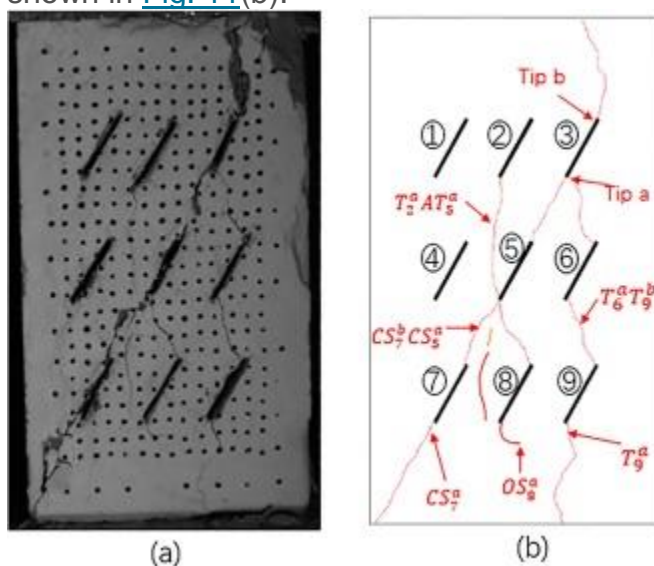 shown in Fig. 11(b).
Tip b
① ② ③
Tip a
T₂ᵃAT₅ᵃ
④ ⑤ ⑥
T₆ᵃT₉ᵇ
CS₇ᵇCS₅ᵃ
⑦ ⑧ ⑨
CS₇ᵃ
OS₈ᵃ
T₉ᵃ
(a)
(b)